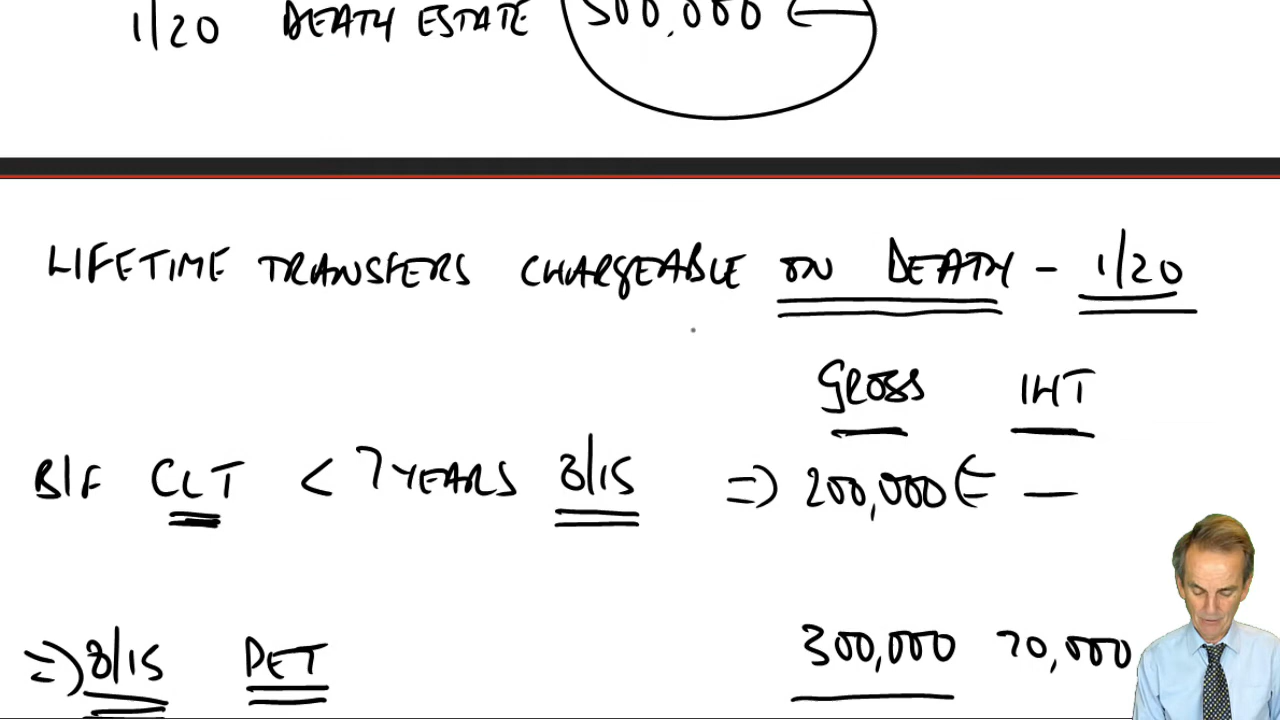 1/20 DEATH ESTATE 500,000
LIFETIME TRANSFERS CHARGEABLE ON DEATH - 1/20
GROSS IHT
B/F CLT < 7 YEARS 8/15 => 200,000 —
=> 8/15 PET 300,000 70,000